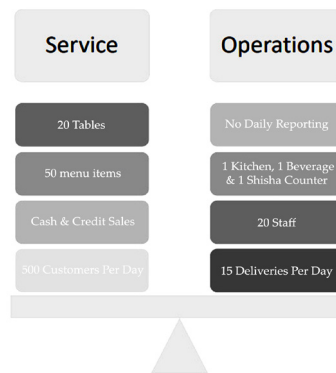 Service
20 Tables
50 menu items
Cash & Credit Sales
500 Customers Per Day
Operations
No Daily Reporting
1 Kitchen, 1 Beverage
& 1 Shisha Counter
20 Staff
15 Deliveries Per Day